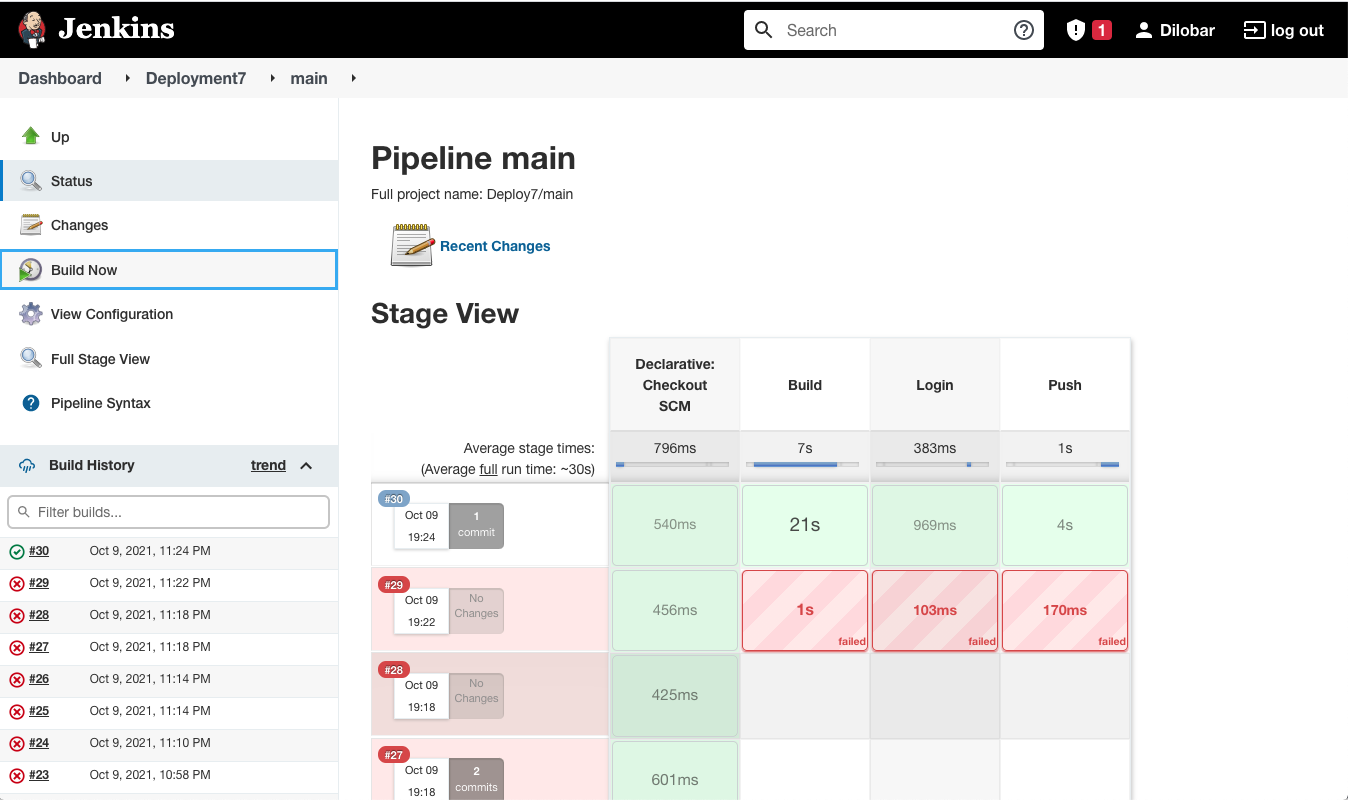 Jenkins
Search
1
Dilobar
log out
Dashboard
Deployment7
main
Up
Status
Changes
Build Now
View Configuration
Full Stage View
Pipeline Syntax
Build History
trend
Filter builds...
#30 Oct 9, 2021, 11:24 PM
#29 Oct 9, 2021, 11:22 PM
#28 Oct 9, 2021, 11:18 PM
#27 Oct 9, 2021, 11:18 PM
#26 Oct 9, 2021, 11:14 PM
#25 Oct 9, 2021, 11:14 PM
#24 Oct 9, 2021, 11:10 PM
#23 Oct 9, 2021, 10:58 PM
Pipeline main
Full project name: Deploy7/main
Recent Changes
Stage View
Declarative:
Checkout
SCM
Build
Login
Push
Average stage times:
(Average full run time: ~30s)
796ms
7s
383ms
1s
#30
Oct 09
19:24
1
commit
540ms
21s
969ms
4s
#29
Oct 09
19:22
No
Changes
456ms
1s
failed
103ms
failed
170ms
failed
#28
Oct 09
19:18
No
Changes
425ms
#27
Oct 09
19:18
2
commits
601ms